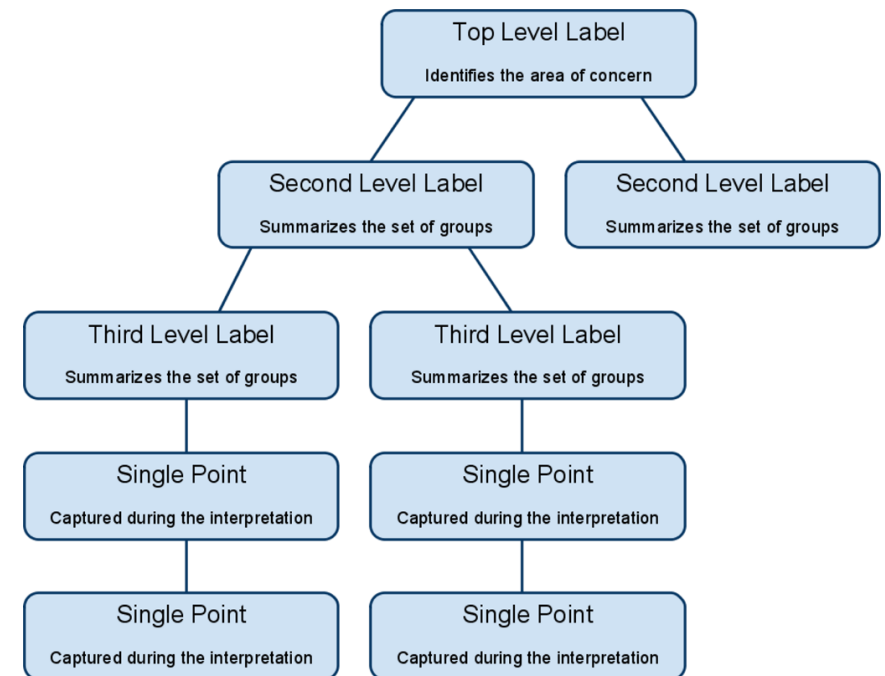 Top Level Label
Identifies the area of concern
Second Level Label
Summarizes the set of groups
Second Level Label
Summarizes the set of groups
Third Level Label
Summarizes the set of groups
Third Level Label
Summarizes the set of groups
Single Point
Captured during the interpretation
Single Point
Captured during the interpretation
Single Point
Captured during the interpretation
Single Point
Captured during the interpretation